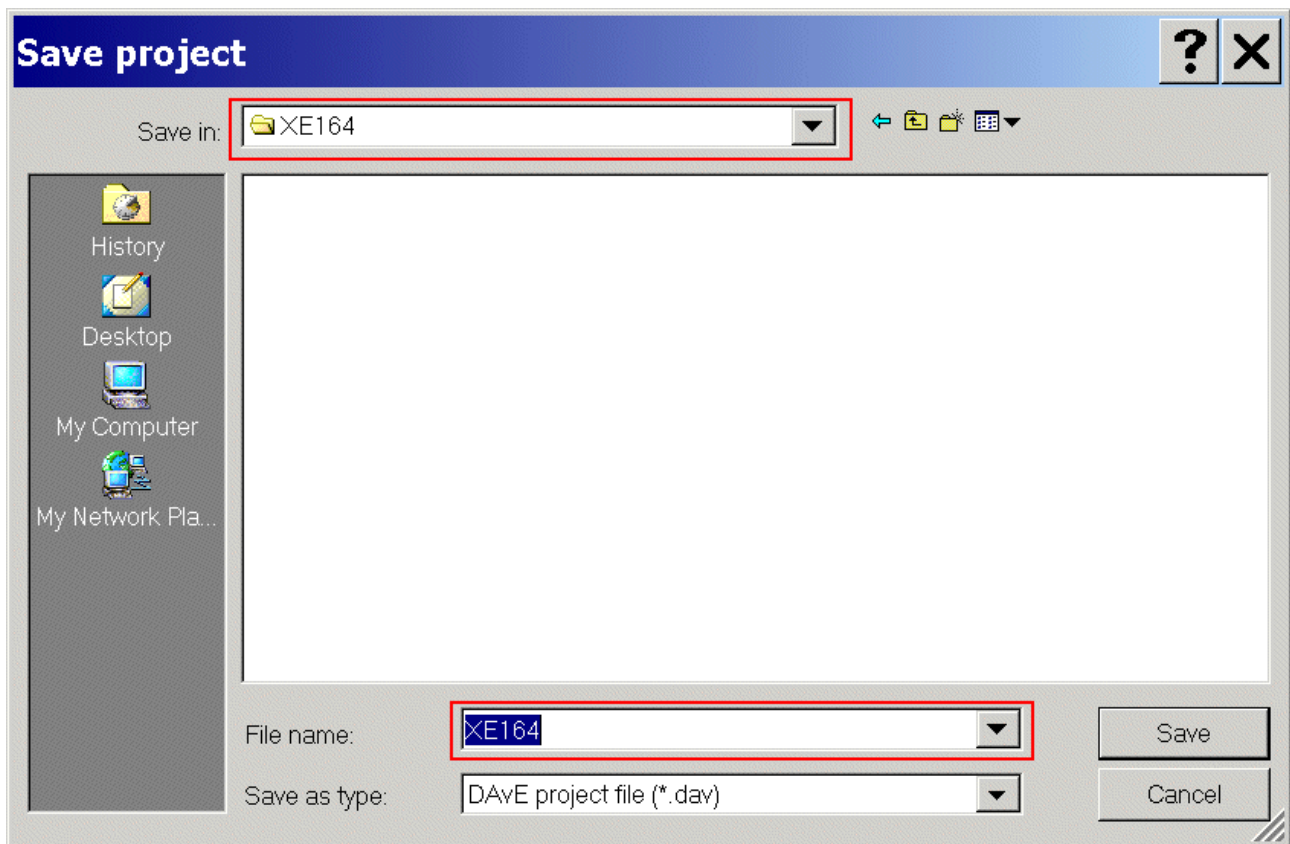 Save project
Save in: XE164
History
Desktop
My Computer
My Network Pla...
File name: XE164 Save
Save as type: DAvE project file (*.dav) Cancel